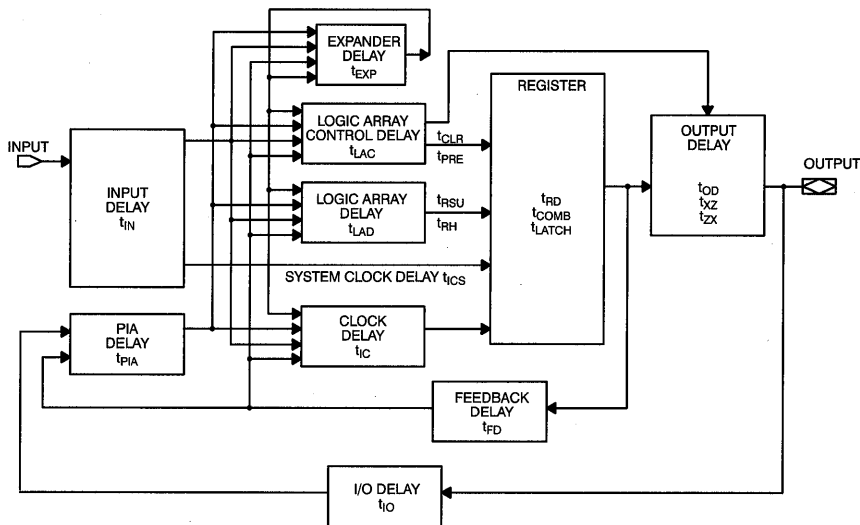 EXPANDER
DELAY
tEXP
REGISTER
LOGIC ARRAY
CONTROL DELAY
tLAC
tCLR
tPRE
OUTPUT
DELAY
tOD
tXZ
tZX
INPUT
OUTPUT
INPUT
DELAY
tIN
LOGIC ARRAY
DELAY
tLAD
tRSU
tRH
tRD
tCOMB
tLATCH
SYSTEM CLOCK DELAY tICS
PIA
DELAY
tPIA
CLOCK
DELAY
tIC
FEEDBACK
DELAY
tFD
I/O DELAY
tIO